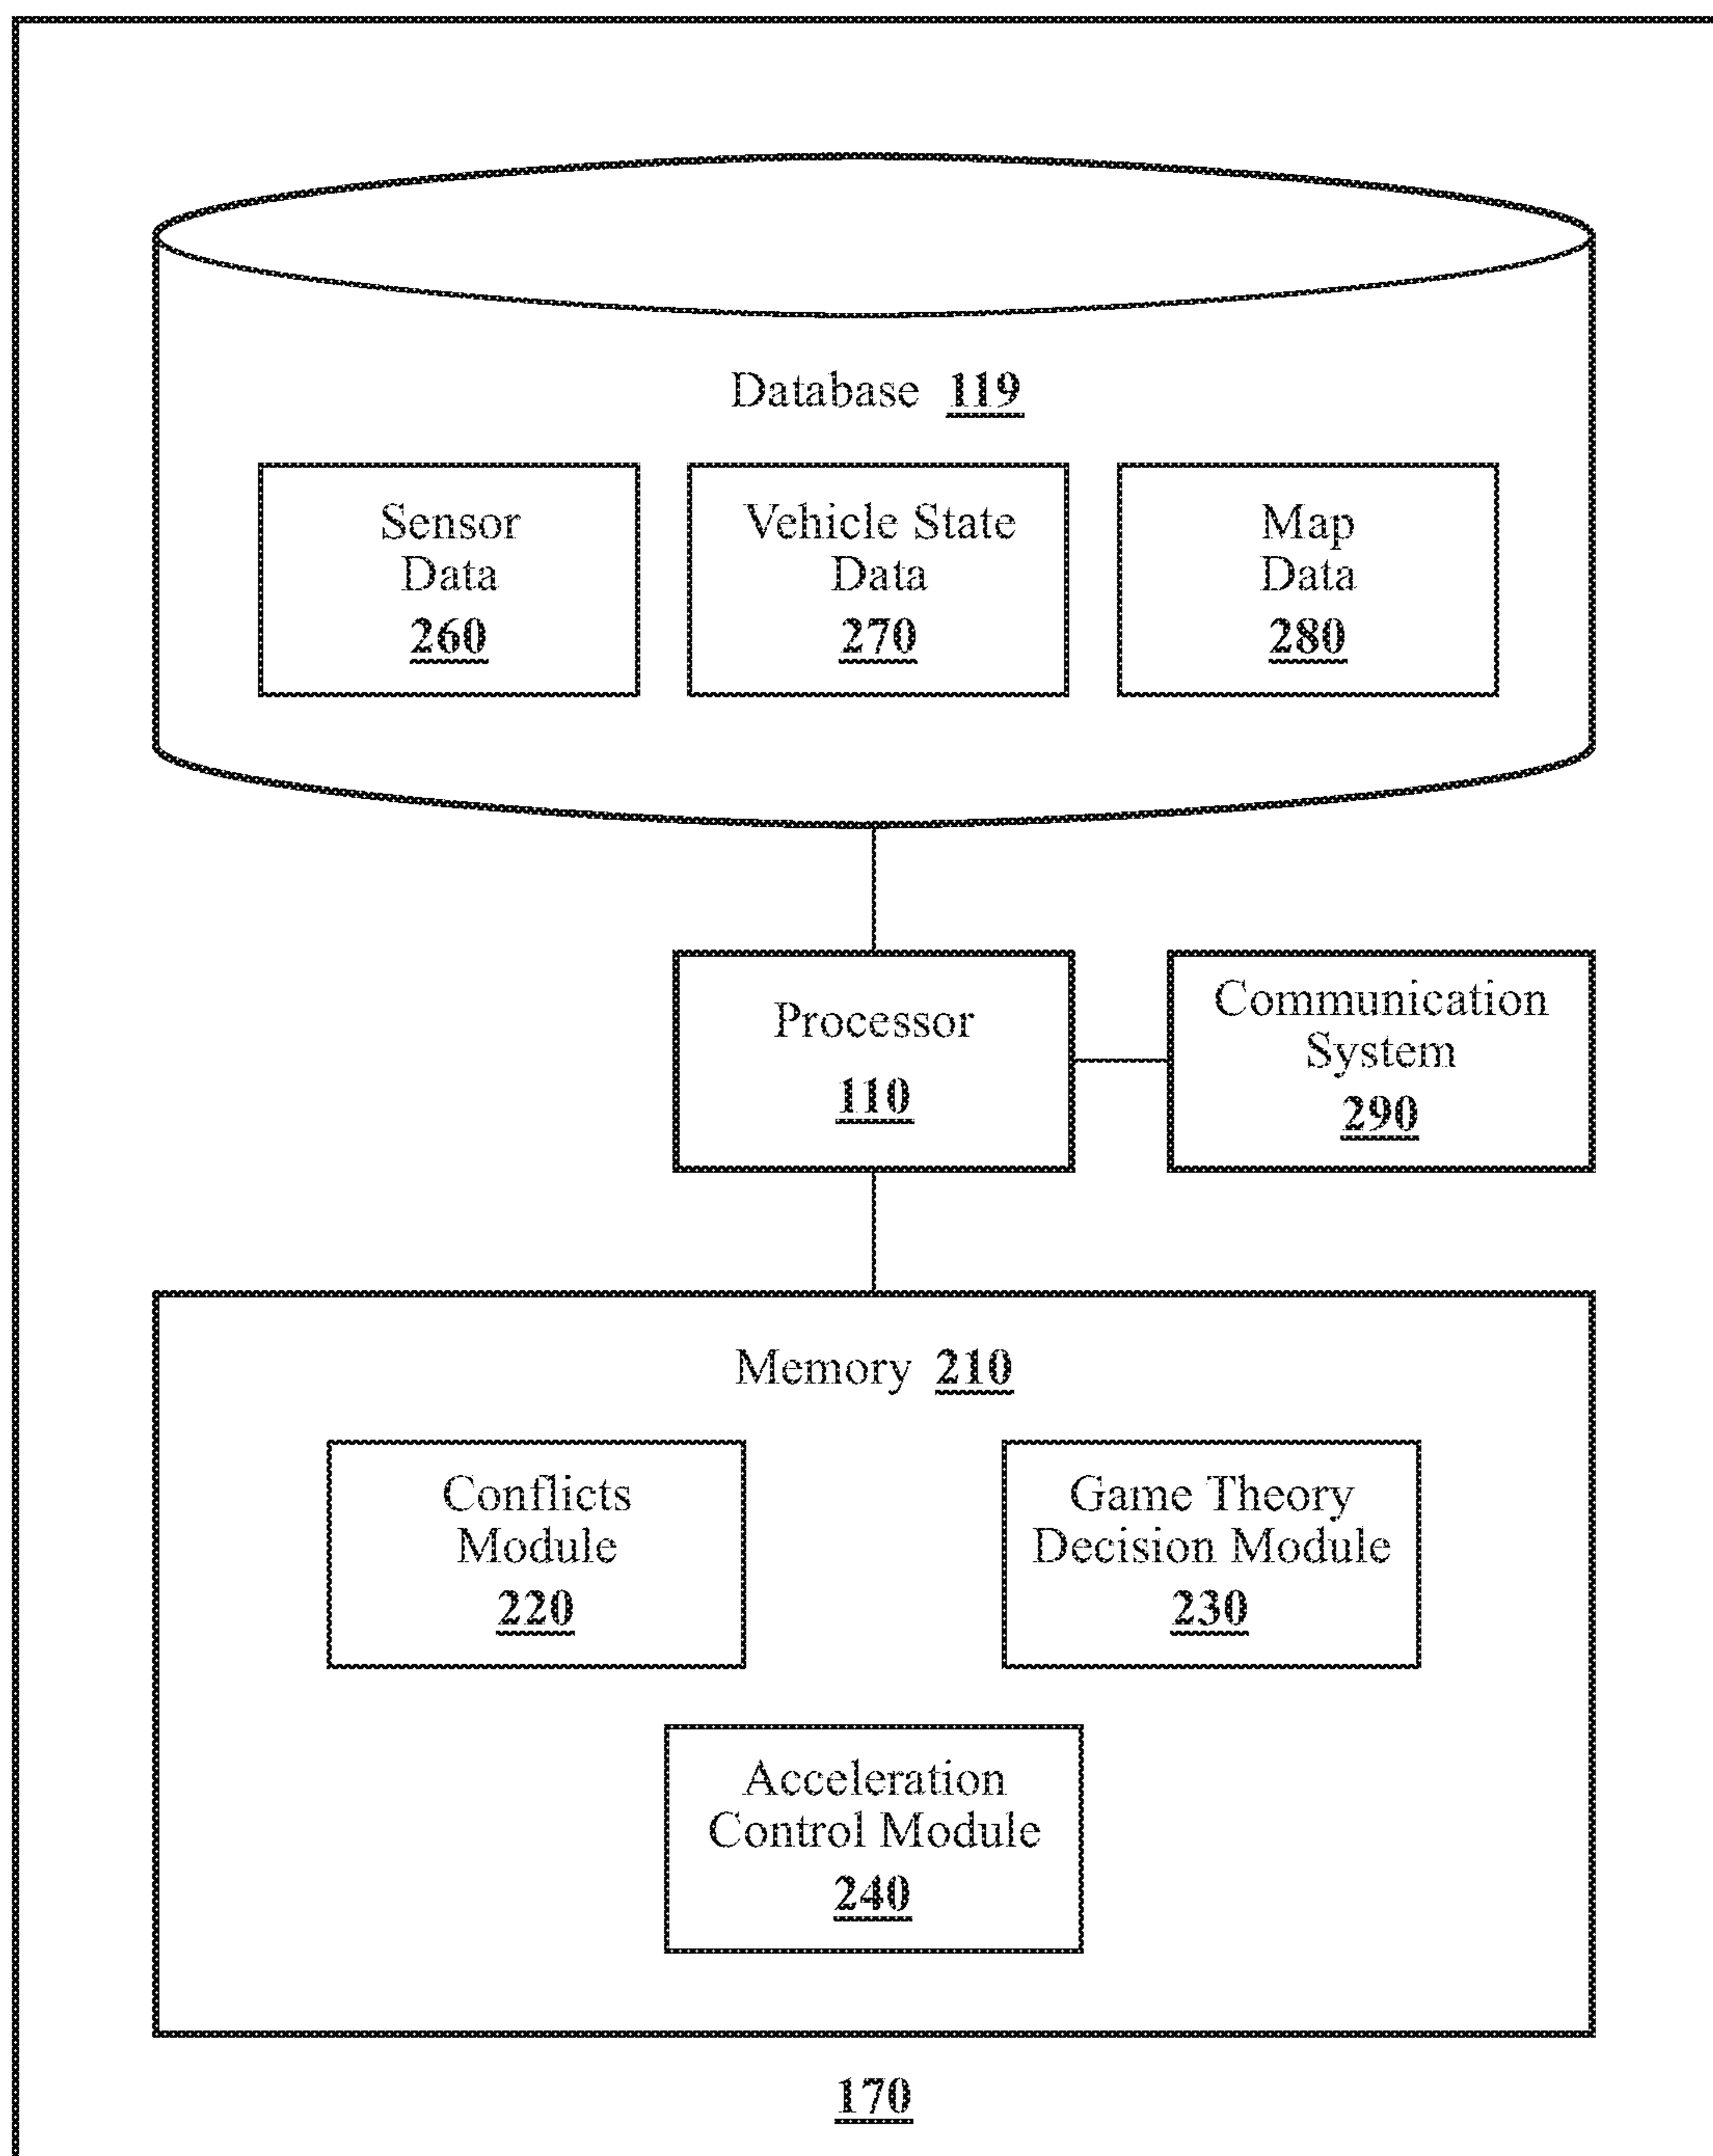 Database 119
Sensor
Data
260
Vehicle State
Data
270
Map
Data
280
Processor
110
Communication
System
290
Memory 210
Conflicts
Module
220
Game Theory
Decision Module
230
Acceleration
Control Module
240
170